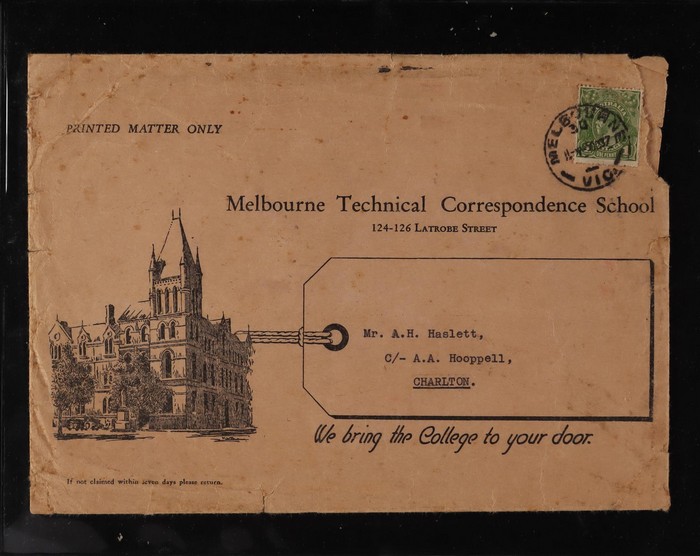 PRINTED MATTER ONLY
MELBOURNE
VIC
Melbourne Technical Correspondence School
124-126 LATROBE STREET
Mr. A.H. Haslett,
C/- A.A. Hooppell,
CHARLTON.
We bring the College to your door.
If not claimed within seven days please return.